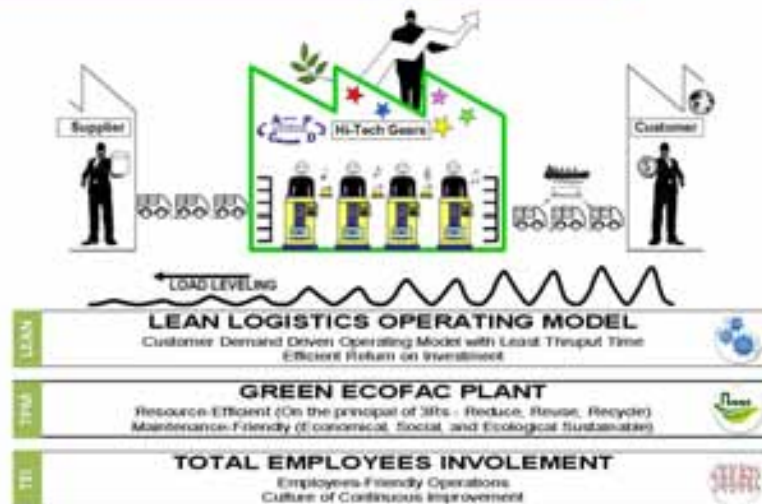 Supplier
Hi-Tech Gears
Customer
LOAD LEVELING
LEAN
LEAN LOGISTICS OPERATING MODEL
Customer Demand Driven Operating Model with Least Thruput Time
Efficient Return on Investment
TPM
GREEN ECOFAC PLANT
Resource-Efficient (On the principal of 3Rs - Reduce, Reuse, Recycle)
Maintenance-Friendly (Economical, Social, and Ecological Sustainable)
TEI
TOTAL EMPLOYEES INVOLEMENT
Employees-Friendly Operations
Culture of Continuous Improvement